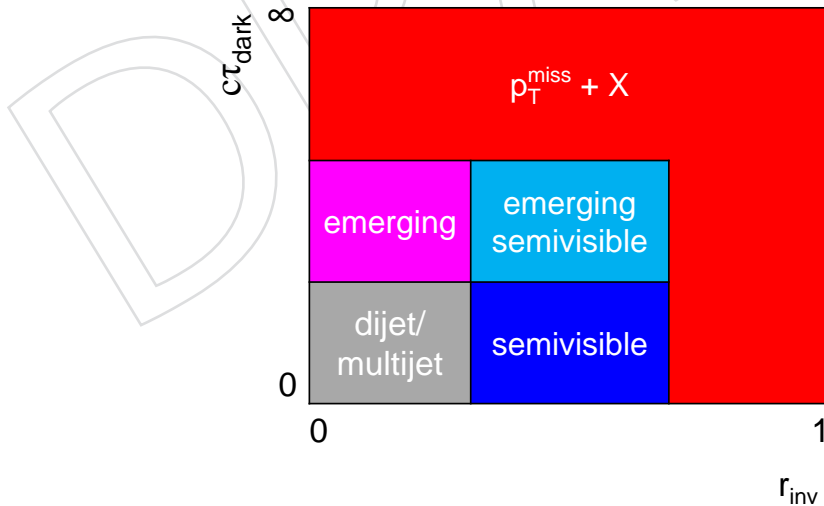 ∞
cτ_dark
p_T^miss + X
emerging
emerging
semivisible
dijet/
multijet
semivisible
0
0
1
r_inv